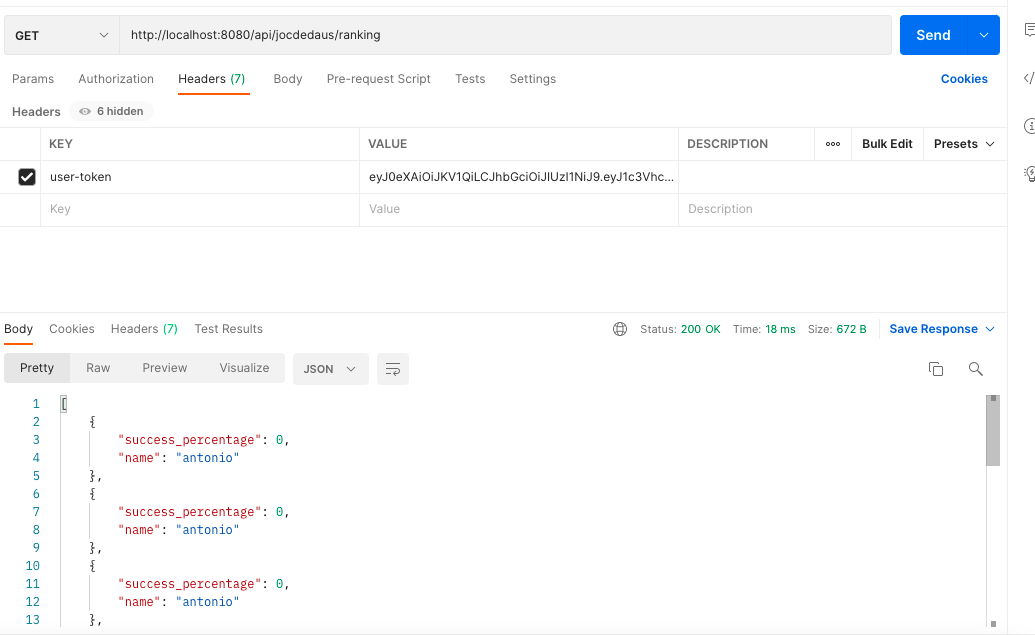 GET http://localhost:8080/api/jocdedaus/ranking Send
Params Authorization Headers (7) Body Pre-request Script Tests Settings Cookies
Headers 6 hidden
KEY VALUE DESCRIPTION ooo Bulk Edit Presets
user-token eyJ0eXAiOiJKV1QiLCJhbGciOiJIUzI1NiJ9.eyJ1c3Vhc...
Key Value Description
Body Cookies Headers (7) Test Results Status: 200 OK Time: 18 ms Size: 672 B Save Response
Pretty Raw Preview Visualize JSON
1 [
2 {
3 "success_percentage": 0,
4 "name": "antonio"
5 },
6 {
7 "success_percentage": 0,
8 "name": "antonio"
9 },
10 {
11 "success_percentage": 0,
12 "name": "antonio"
13 },